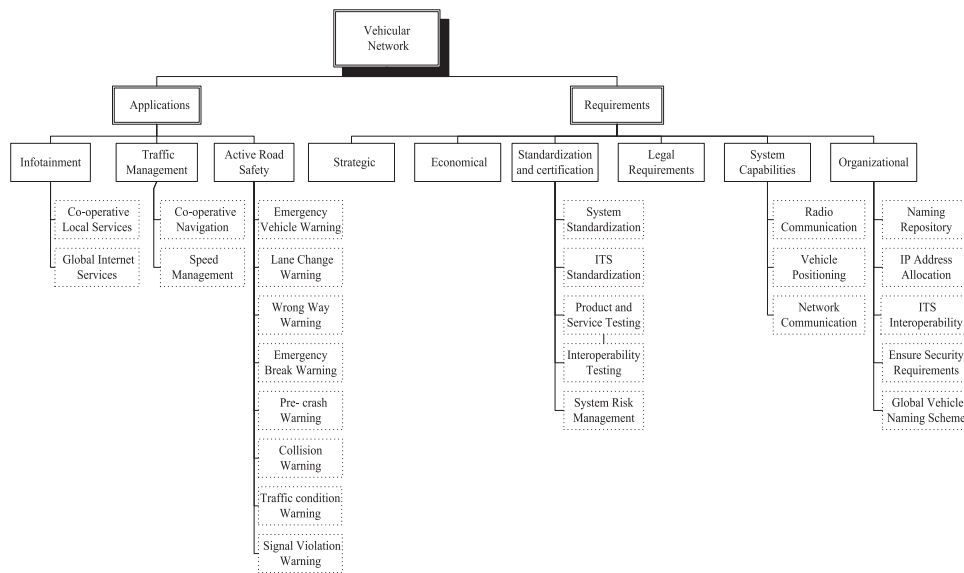 Vehicular
Network
Applications
Requirements
Infotainment
Traffic
Management
Active Road
Safety
Strategic
Economical
Standardization
and certification
Legal
Requirements
System
Capabilities
Organizational
Co-operative
Local Services
Global Internet
Services
Co-operative
Navigation
Speed
Management
Emergency
Vehicle Warning
Lane Change
Warning
Wrong Way
Warning
Emergency
Break Warning
Pre- crash
Warning
Collision
Warning
Traffic condition
Warning
Signal Violation
Warning
System
Standardization
ITS
Standardization
Product and
Service Testing
Interoperability
Testing
System Risk
Management
Radio
Communication
Vehicle
Positioning
Network
Communication
Naming
Repository
IP Address
Allocation
ITS
Interoperability
Ensure Security
Requirements
Global Vehicle
Naming Scheme